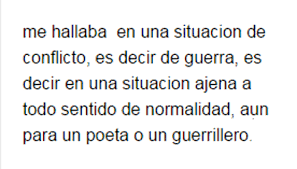 me hallaba  en una situacion de
conflicto, es decir de guerra, es
decir en una situacion ajena a
todo sentido de normalidad, aun
para un poeta o un guerrillero.